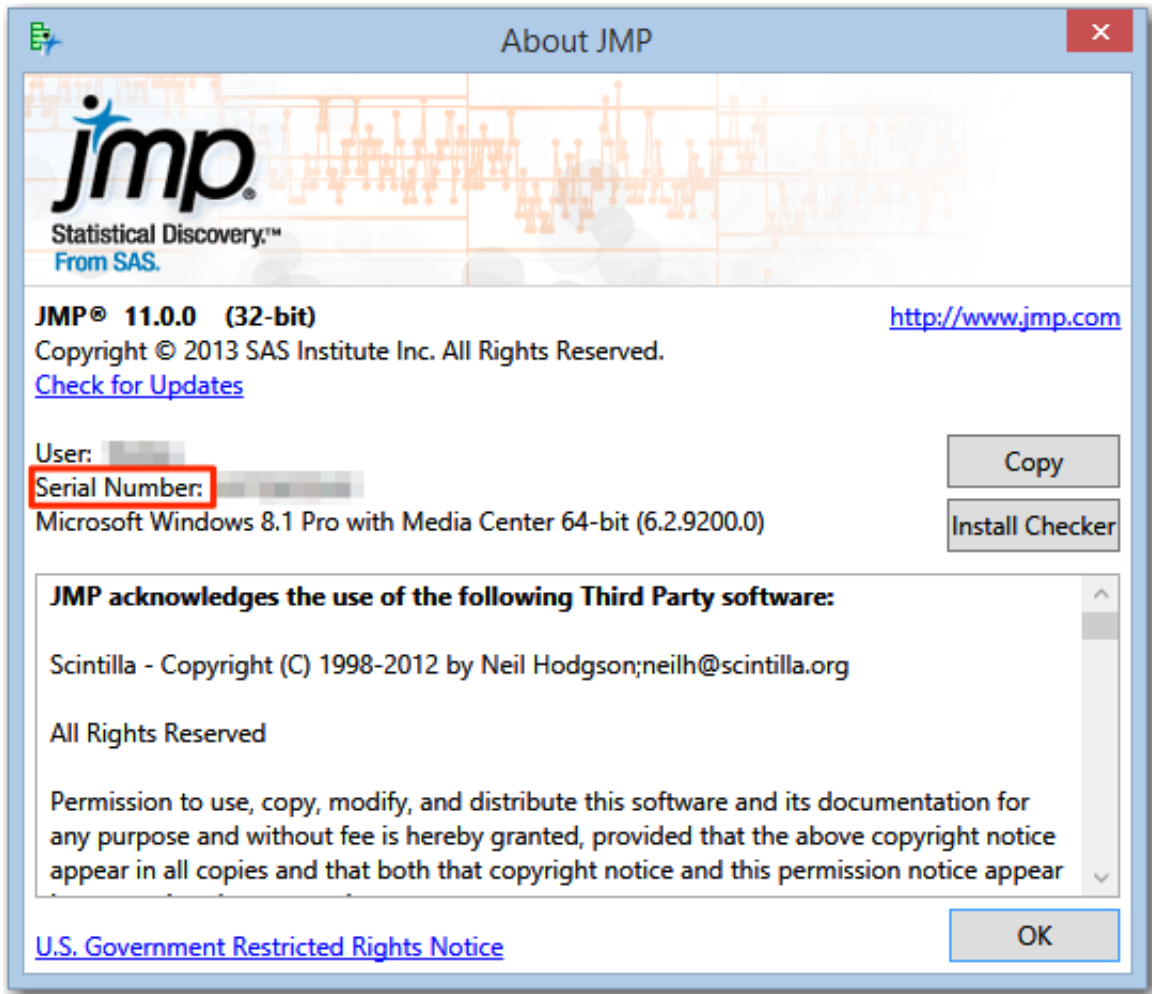 About JMP
jmp®
Statistical Discovery.™
From SAS.
JMP® 11.0.0 (32-bit)
http://www.jmp.com
Copyright © 2013 SAS Institute Inc. All Rights Reserved.
Check for Updates
User:
Copy
Serial Number:
Microsoft Windows 8.1 Pro with Media Center 64-bit (6.2.9200.0)
Install Checker
JMP acknowledges the use of the following Third Party software:
Scintilla - Copyright (C) 1998-2012 by Neil Hodgson;neilh@scintilla.org
All Rights Reserved
Permission to use, copy, modify, and distribute this software and its documentation for
any purpose and without fee is hereby granted, provided that the above copyright notice
appear in all copies and that both that copyright notice and this permission notice appear
U.S. Government Restricted Rights Notice
OK